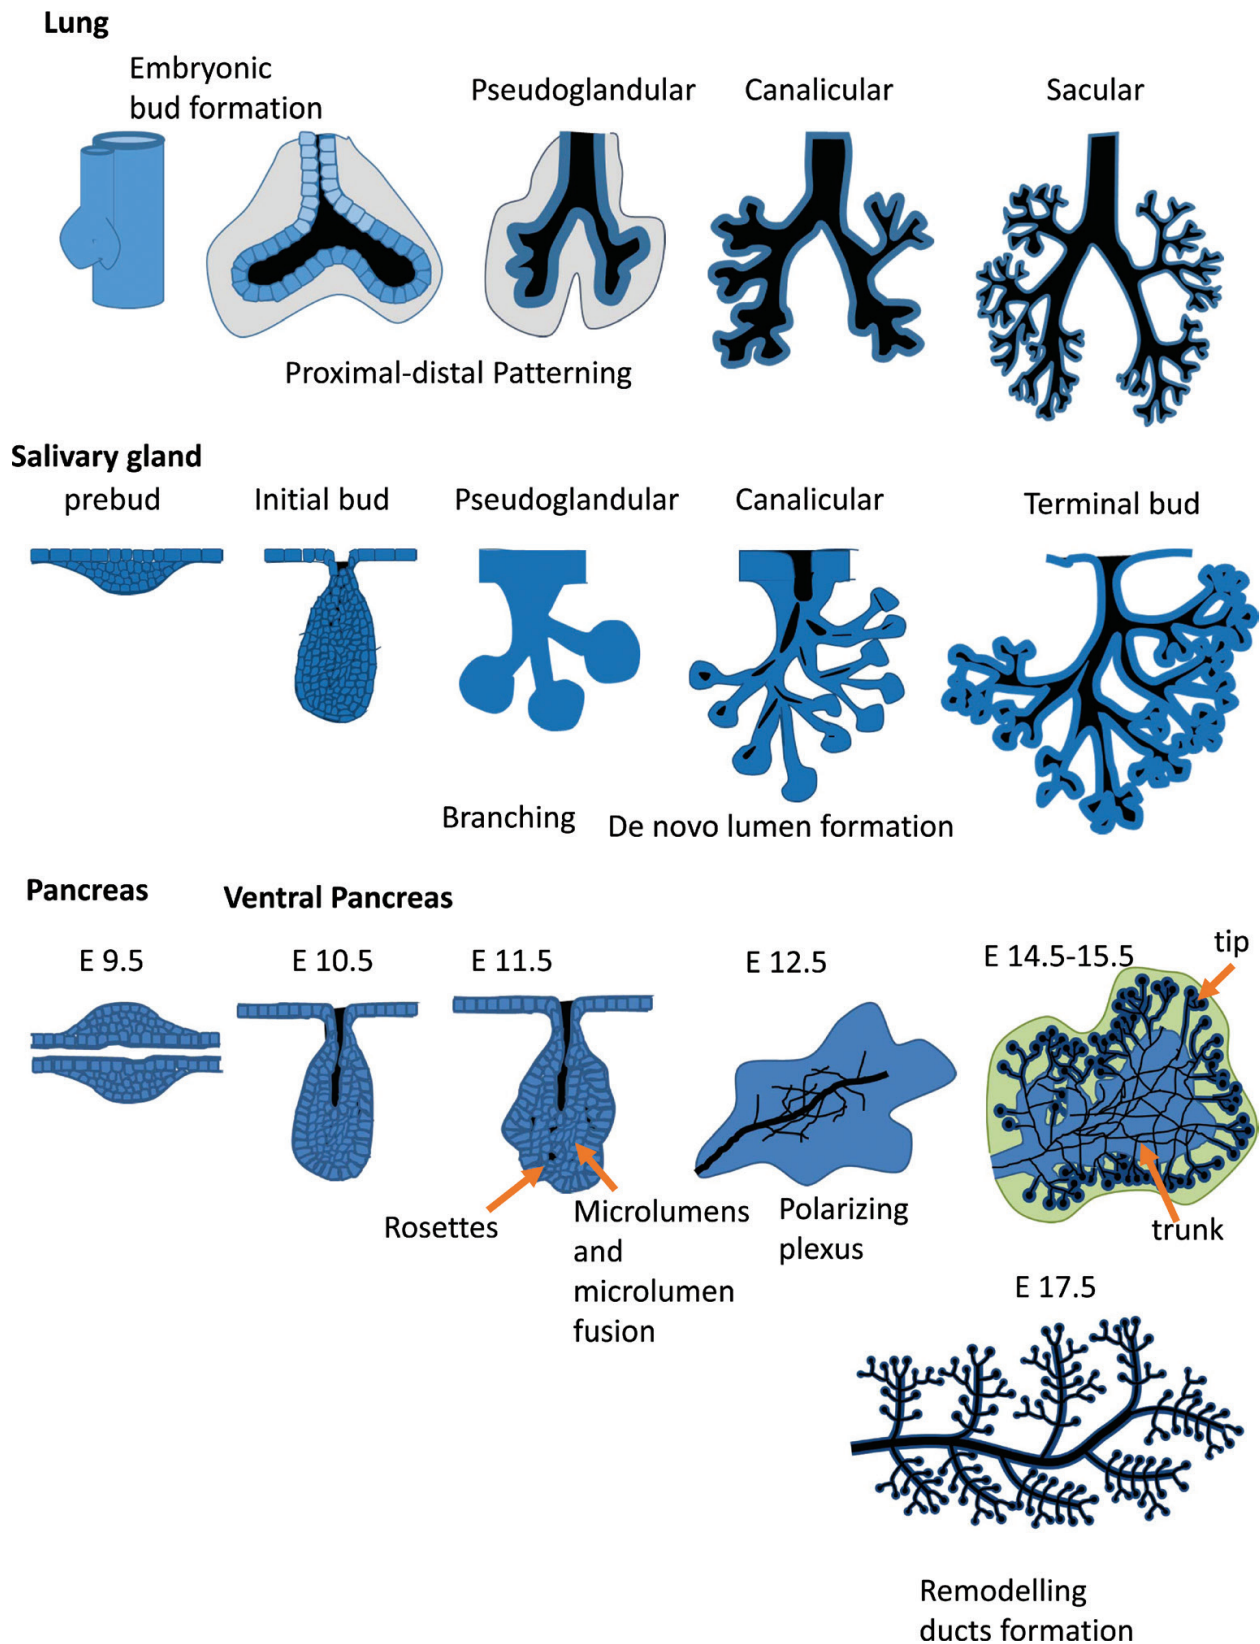 Lung
Embryonic
bud formation
Pseudoglandular
Canalicular
Sacular
Proximal-distal Patterning
Salivary gland
prebud
Initial bud
Pseudoglandular
Canalicular
Terminal bud
Branching
De novo lumen formation
Pancreas
Ventral Pancreas
E 9.5
E 10.5
E 11.5
E 12.5
E 14.5-15.5
tip
Rosettes
Microlumens
and
microlumen
fusion
Polarizing
plexus
trunk
E 17.5
Remodelling
ducts formation